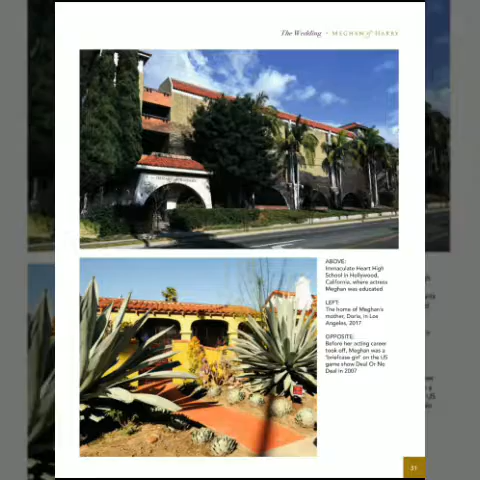 The Wedding • MEGHAN & HARRY
ABOVE:
Immaculate Heart High
School in Hollywood,
California, where actress
Meghan was educated
LEFT:
The home of Meghan's
mother, Doria, in Los
Angeles, 2017
OPPOSITE:
Before her acting career
took off, Meghan was a
'briefcase girl' on the US
game show Deal Or No
Deal in 2007
21